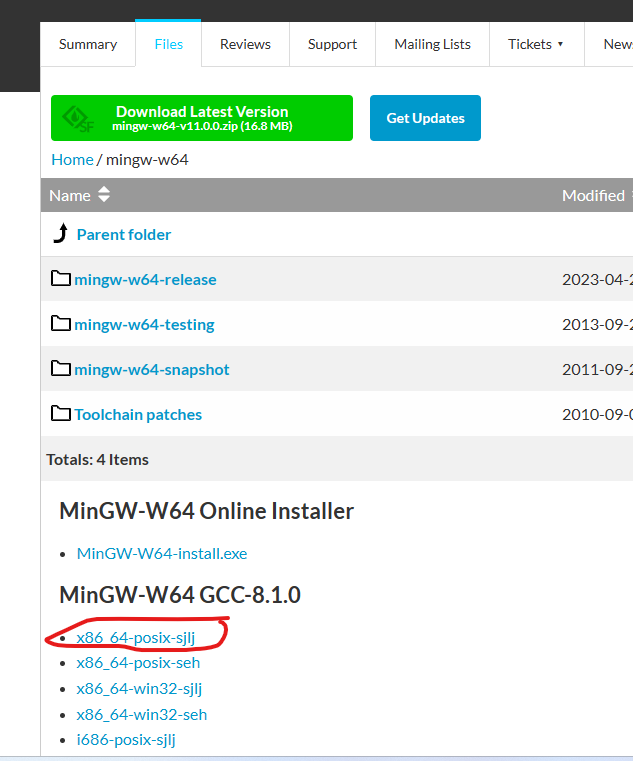 Summary Files Reviews Support Mailing Lists Tickets News
Download Latest Version
mingw-w64-v11.0.0.zip (16.8 MB)
Get Updates
SF
Home / mingw-w64
Name Modified
Parent folder
mingw-w64-release 2023-04-2
mingw-w64-testing 2013-09-2
mingw-w64-snapshot 2011-09-2
Toolchain patches 2010-09-0
Totals: 4 Items
MinGW-W64 Online Installer
MinGW-W64-install.exe
MinGW-W64 GCC-8.1.0
x86_64-posix-sjlj
x86_64-posix-seh
x86_64-win32-sjlj
x86_64-win32-seh
i686-posix-sjlj